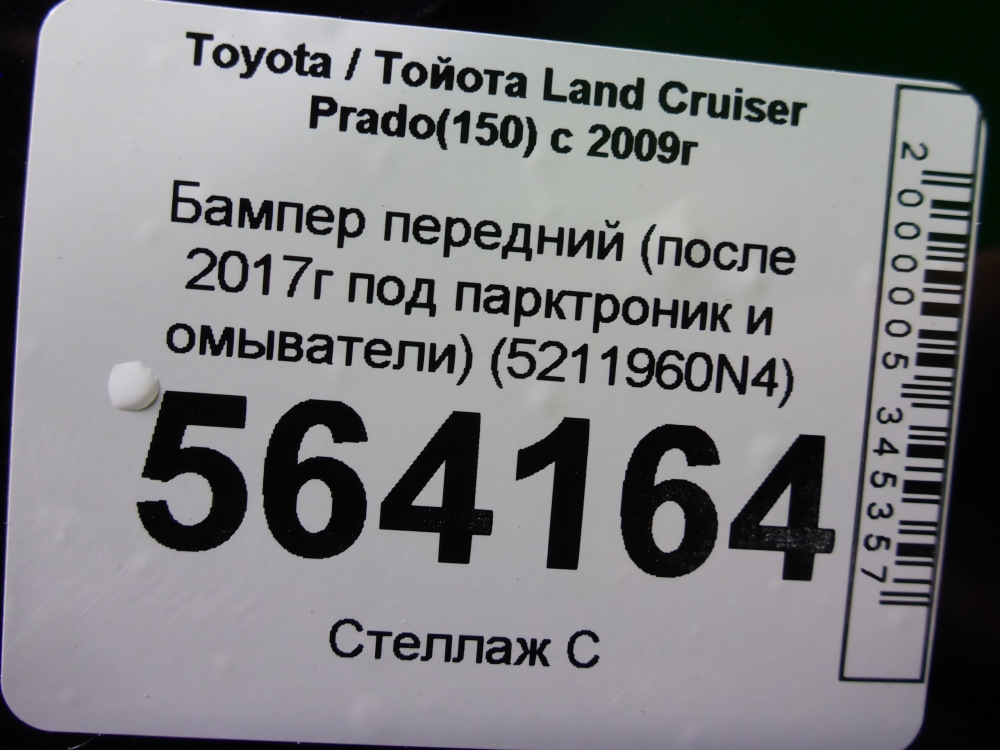 Toyota / Тойота Land Cruiser
Prado(150) с 2009г
Бампер передний (после
2017г под парктроник и
омыватели) (5211960N4)
564164
Стеллаж С
2000005345357